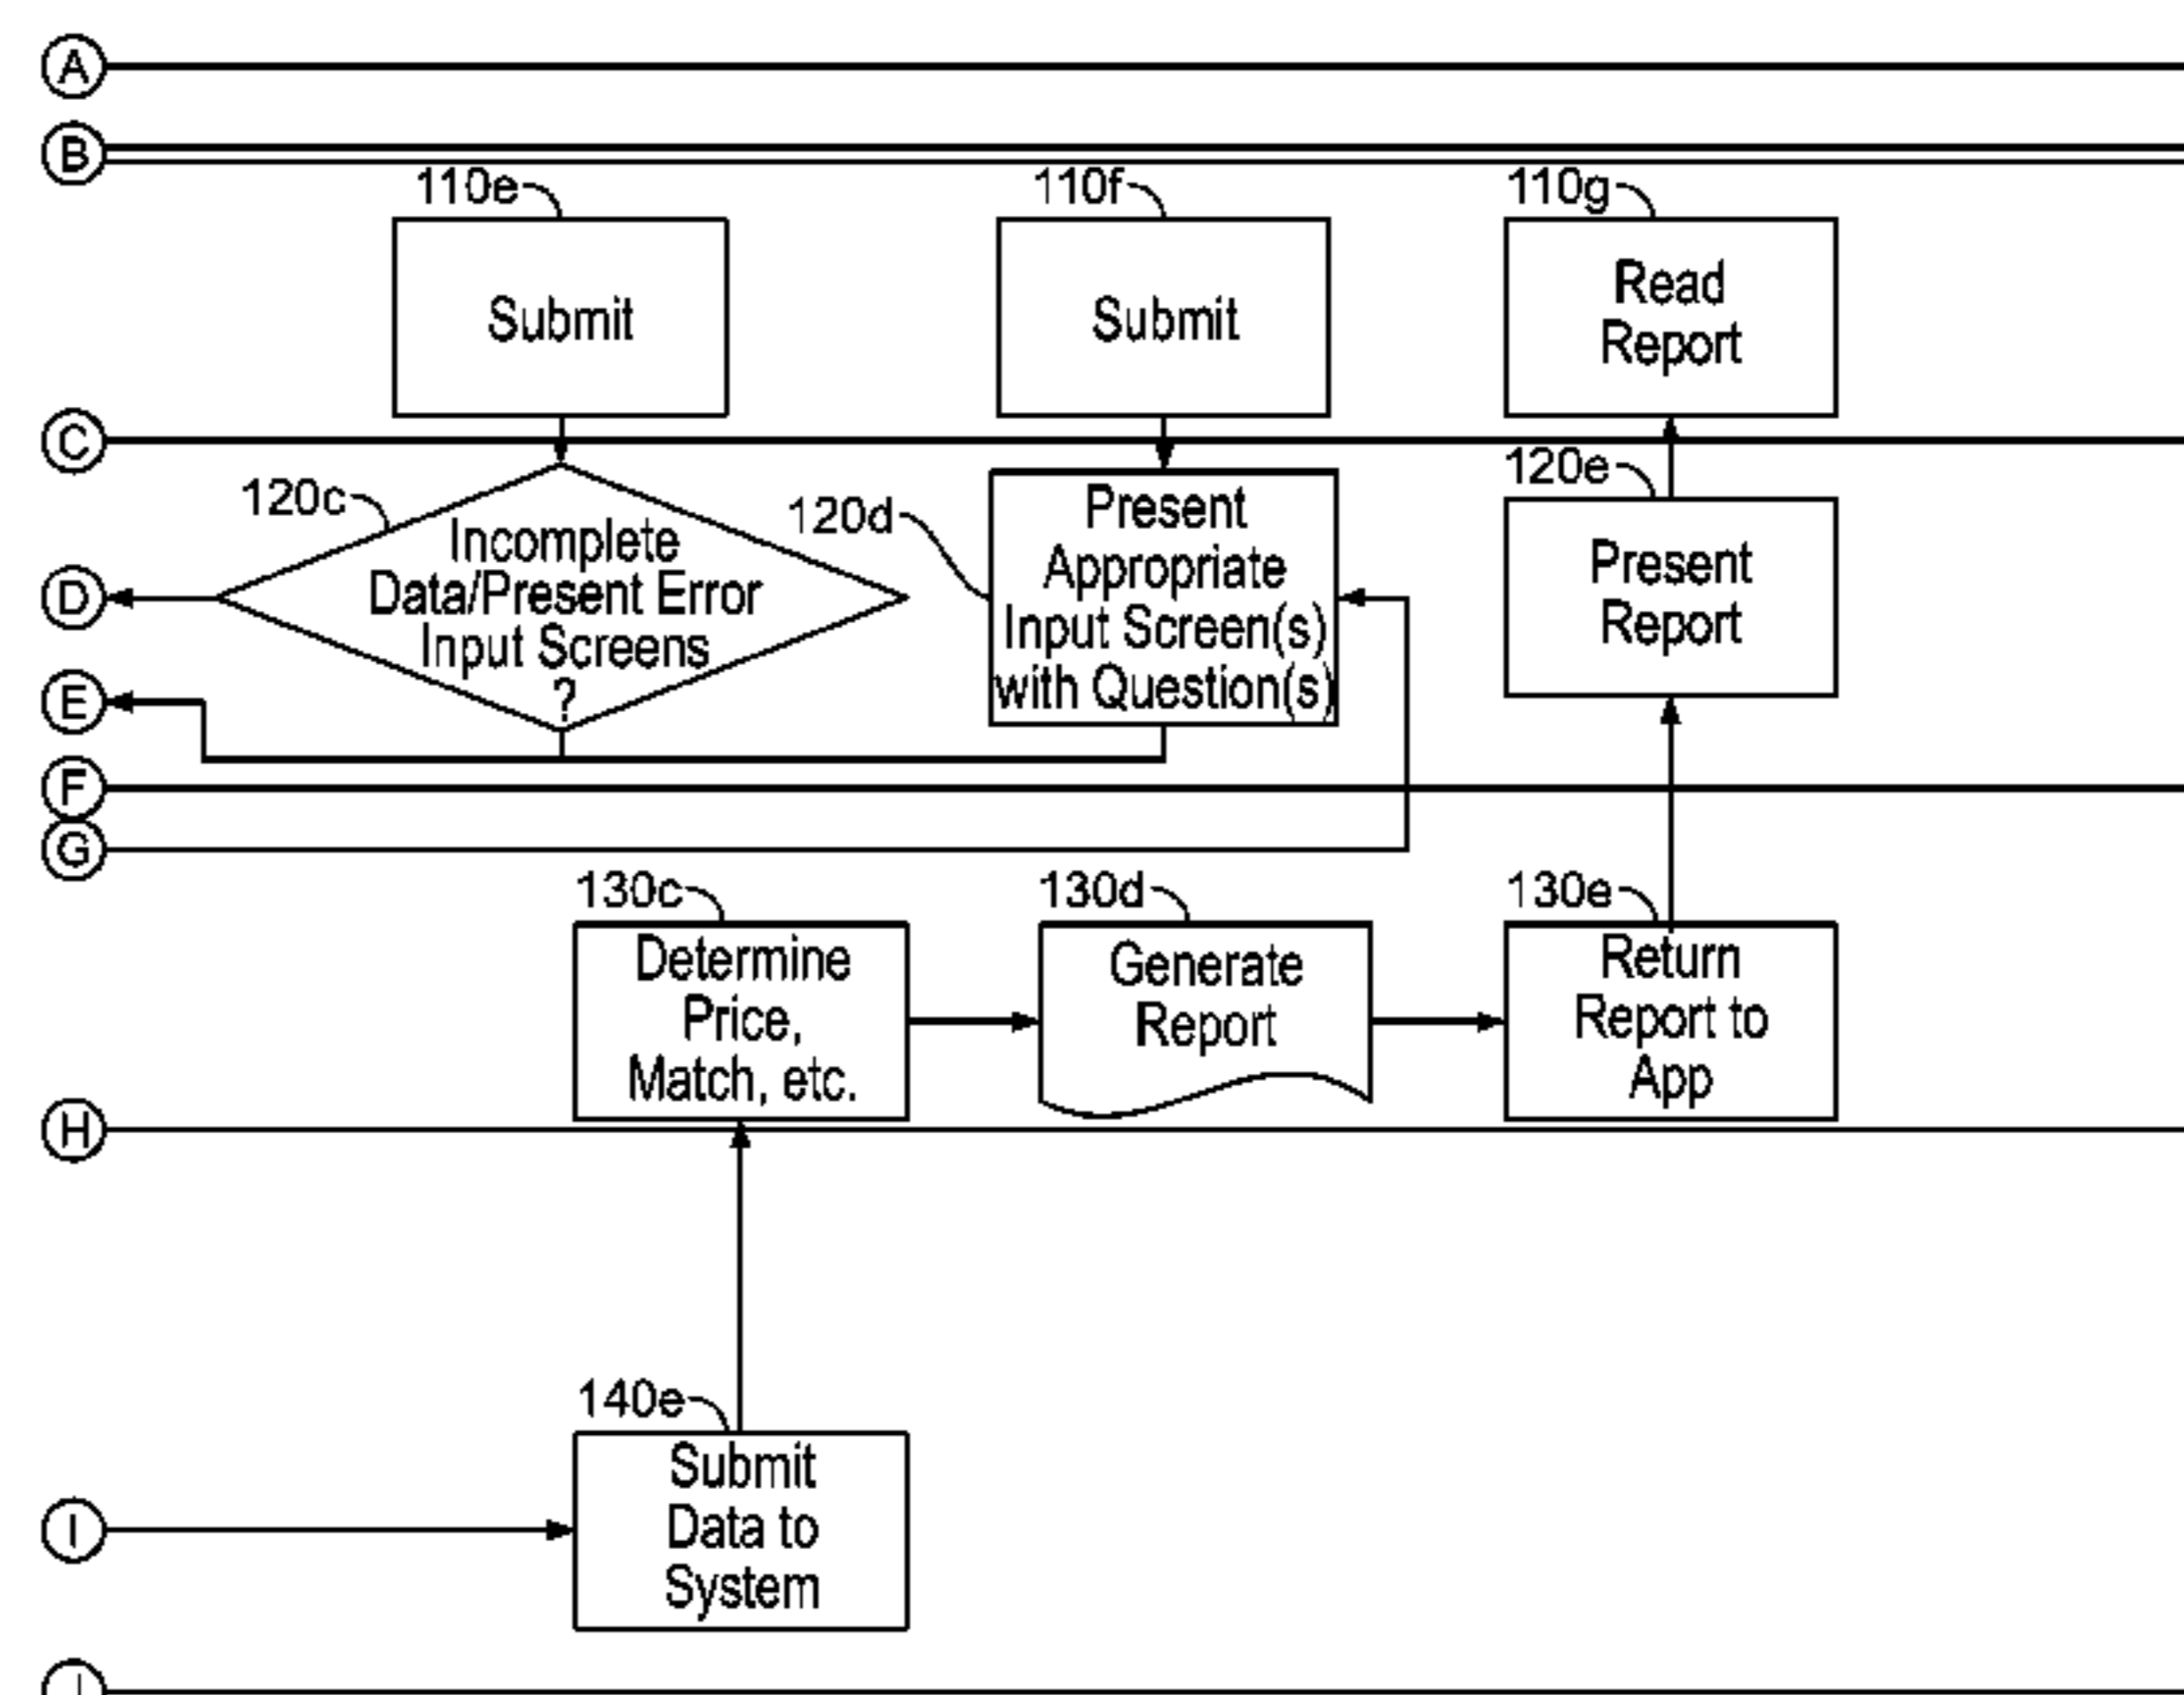 A
B
110e
110f
110g
Submit
Submit
Read
Report
C
120c
120d
120e
Incomplete
Data/Present Error
Input Screens
?
Present
Appropriate
Input Screen(s)
with Question(s)
Present
Report
D
E
F
G
130c
130d
130e
Determine
Price,
Match, etc.
Generate
Report
Return
Report to
App
H
140e
I
Submit
Data to
System